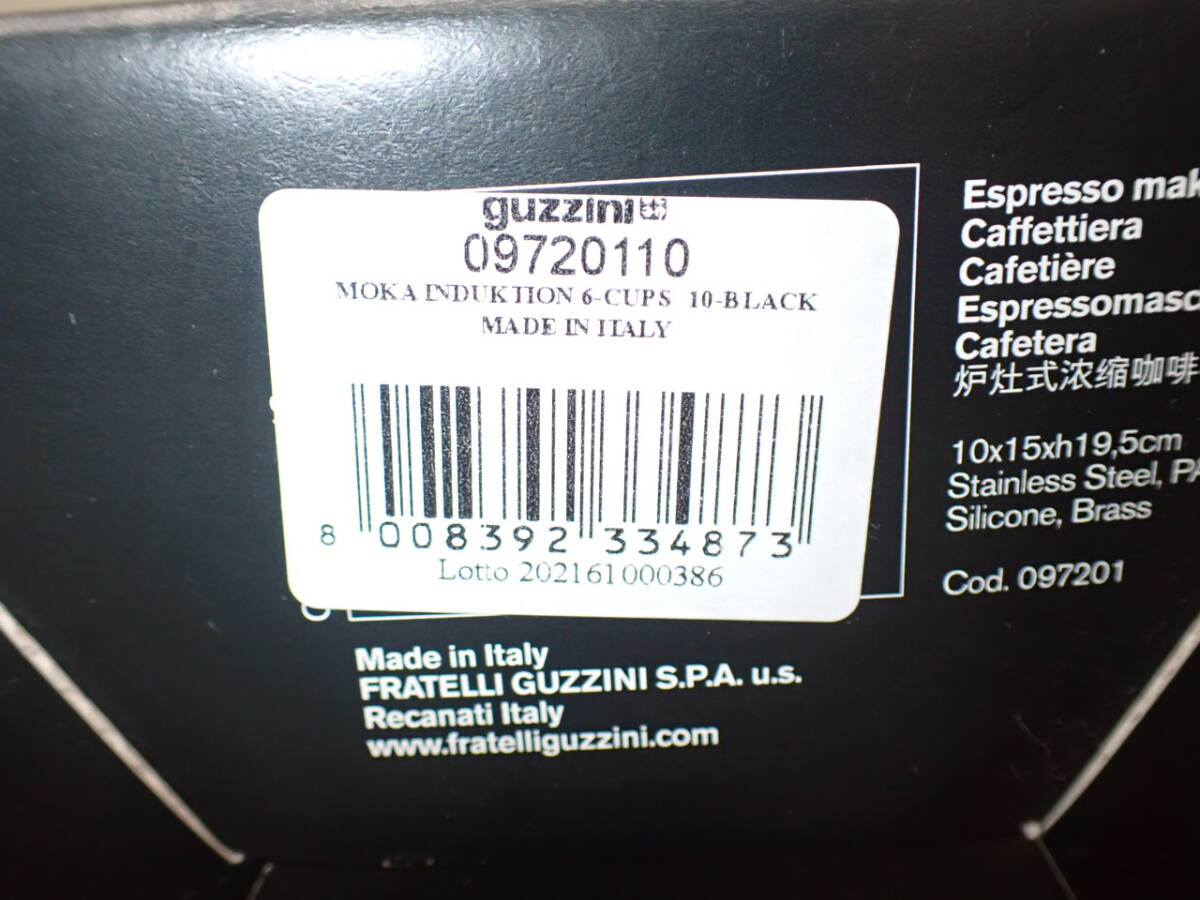 guzzini
09720110
MOKA INDUKTION 6-CUPS 10-BLACK
MADE IN ITALY
8 008392 334873
Lotto 202161000386
Espresso mak
Caffettiera
Cafetière
Espressomasc
Cafetera
炉灶式浓缩咖啡
10x15xh19,5cm
Stainless Steel, PA
Silicone, Brass
Cod. 097201
Made in Italy
FRATELLI GUZZINI S.P.A. u.s.
Recanati Italy
www.fratelliguzzini.com